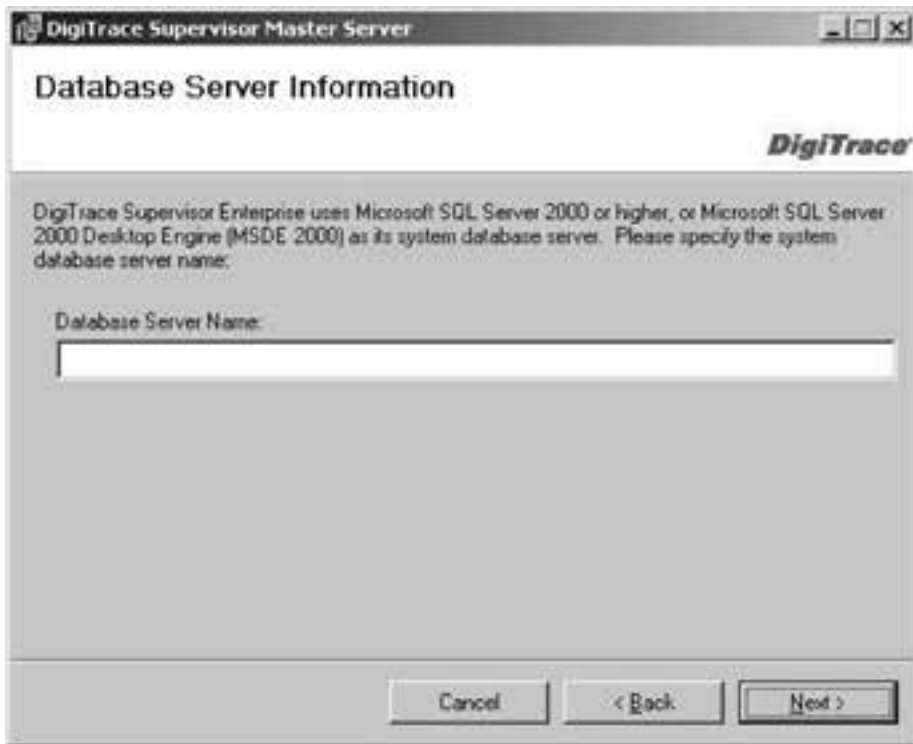 DigiTrace Supervisor Master Server
Database Server Information
DigiTrace
DigiTrace Supervisor Enterprise uses Microsoft SQL Server 2000 or higher, or Microsoft SQL Server
2000 Desktop Engine (MSDE 2000) as its system database server.  Please specify the system
database server name:
Database Server Name:
Cancel
< Back
Next >